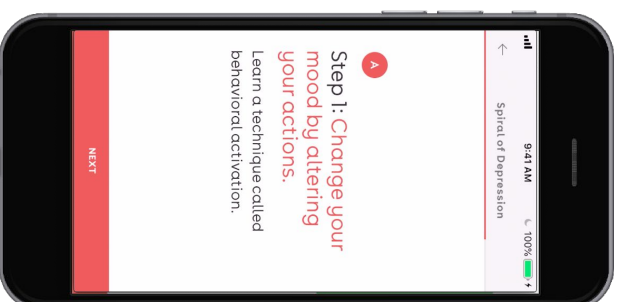 9:41 AM 100%
Spiral of Depression
A
Step 1: Change your
mood by altering
your actions.
Learn a technique called
behavioral activation.
NEXT